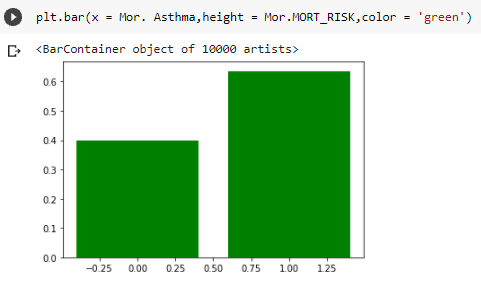 plt.bar(x = Mor. Asthma,height = Mor.MORT_RISK,color = 'green')
<BarContainer object of 10000 artists>
0.6
0.5
0.4
0.3
0.2
0.1
0.0
−0.25 0.00 0.25 0.50 0.75 1.00 1.25